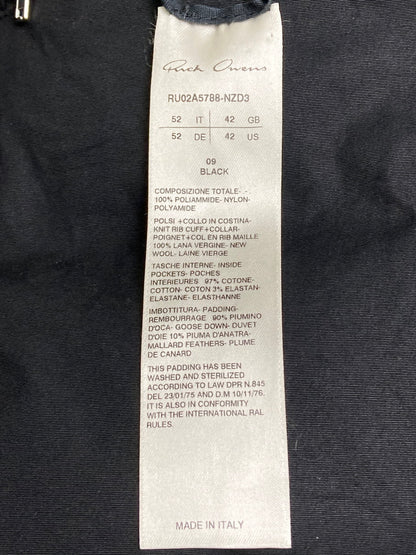 Rick Owens
RU02A5788-NZD3
52 IT 42 GB
52 DE 42 US
09
BLACK
COMPOSIZIONE TOTALE- -
100% POLIAMMIDE- NYLON-
POLYAMIDE
POLSI +COLLO IN COSTINA-
KNIT RIB CUFF+COLLAR-
POIGNET+COL EN RIB MAILLE
100% LANA VERGINE- NEW
WOOL- LAINE VIERGE
TASCHE INTERNE- INSIDE
POCKETS- POCHES
INTERIEURES 97% COTONE-
COTTON- COTON 3% ELASTAN-
ELASTANE- ELASTHANNE
IMBOTTITURA- PADDING-
REMBOURRAGE 90% PIUMINO
D'OCA- GOOSE DOWN- DUVET
D'OIE 10% PIUMA D'ANATRA-
MALLARD FEATHERS- PLUME
DE CANARD
THIS PADDING HAS BEEN
WASHED AND STERILIZED
ACCORDING TO LAW DPR N.845
DEL 23/01/75 AND D.M 10/11/76.
IT IS ALSO IN CONFORMITY
WITH THE INTERNATIONAL RAL
RULES.
MADE IN ITALY